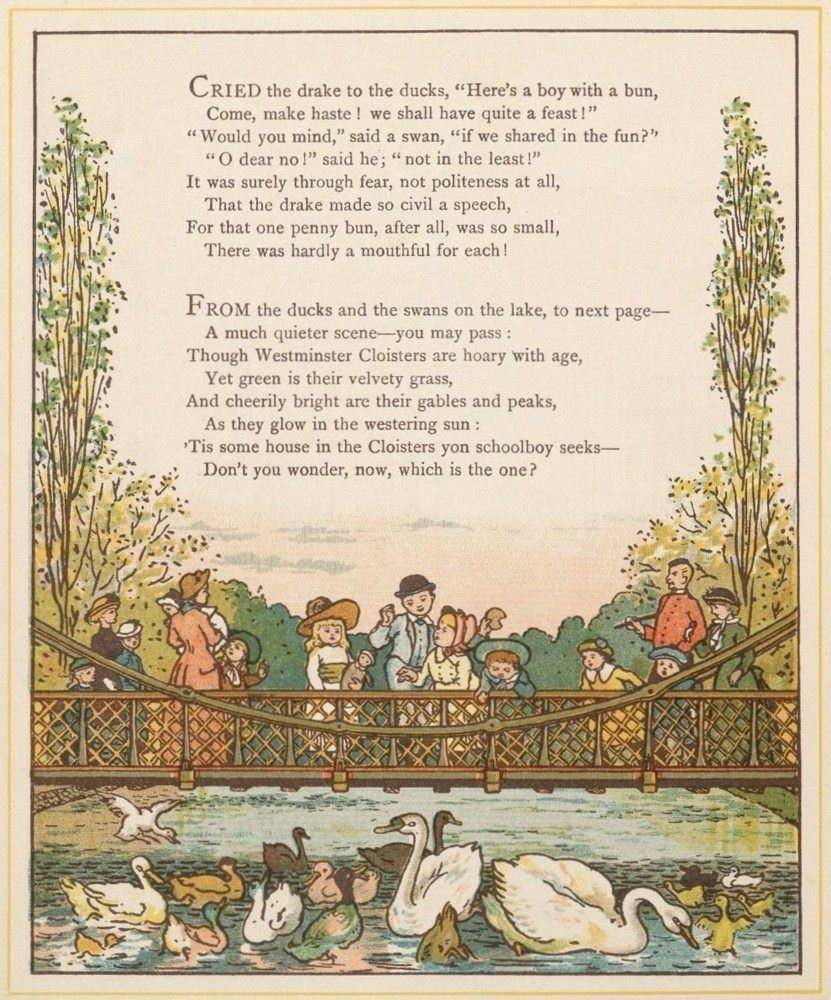 CRIED the drake to the ducks, “Here’s a boy with a bun,
Come, make haste! we shall have quite a feast!”
“Would you mind,” said a swan, “if we shared in the fun?”
“O dear no!” said he; “not in the least!”
It was surely through fear, not politeness at all,
That the drake made so civil a speech,
For that one penny bun, after all, was so small,
There was hardly a mouthful for each!
FROM the ducks and the swans on the lake, to next page—
A much quieter scene—you may pass:
Though Westminster Cloisters are hoary with age,
Yet green is their velvety grass,
And cheerily bright are their gables and peaks,
As they glow in the westering sun:
’Tis some house in the Cloisters yon schoolboy seeks—
Don’t you wonder, now, which is the one?